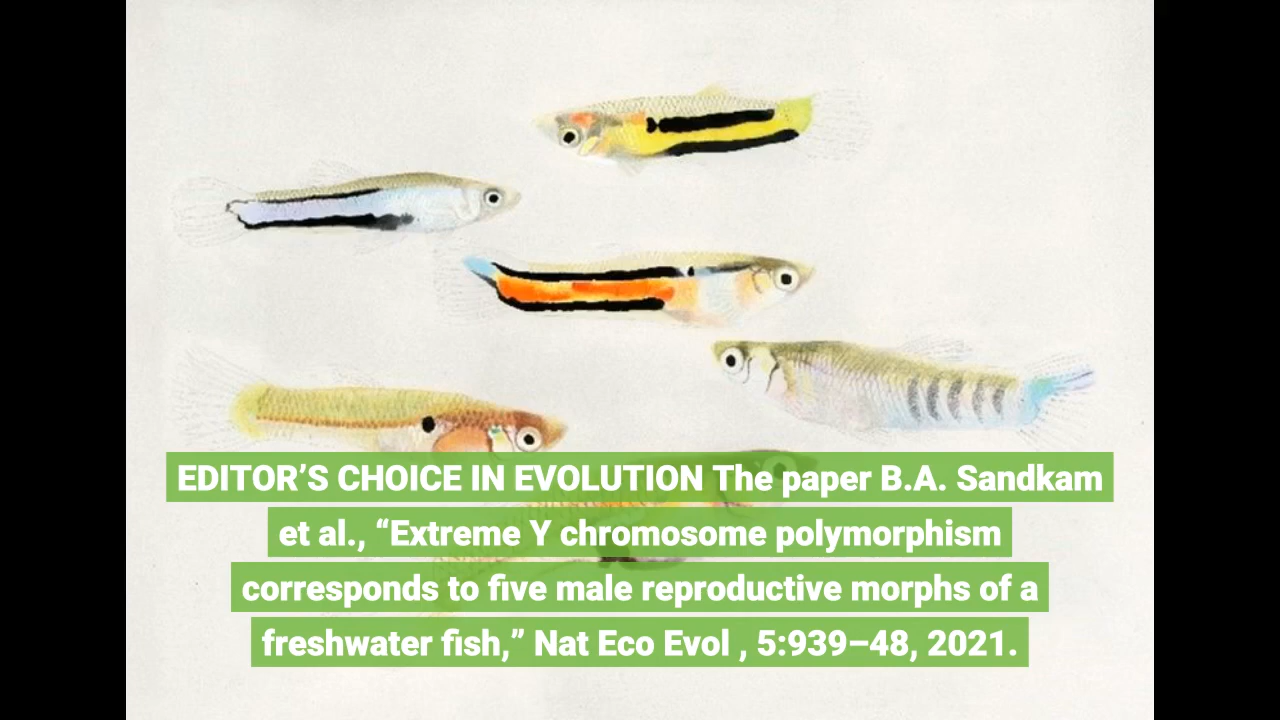 EDITOR’S CHOICE IN EVOLUTION The paper B.A. Sandkam
et al., “Extreme Y chromosome polymorphism
corresponds to five male reproductive morphs of a
freshwater fish,” Nat Eco Evol , 5:939–48, 2021.